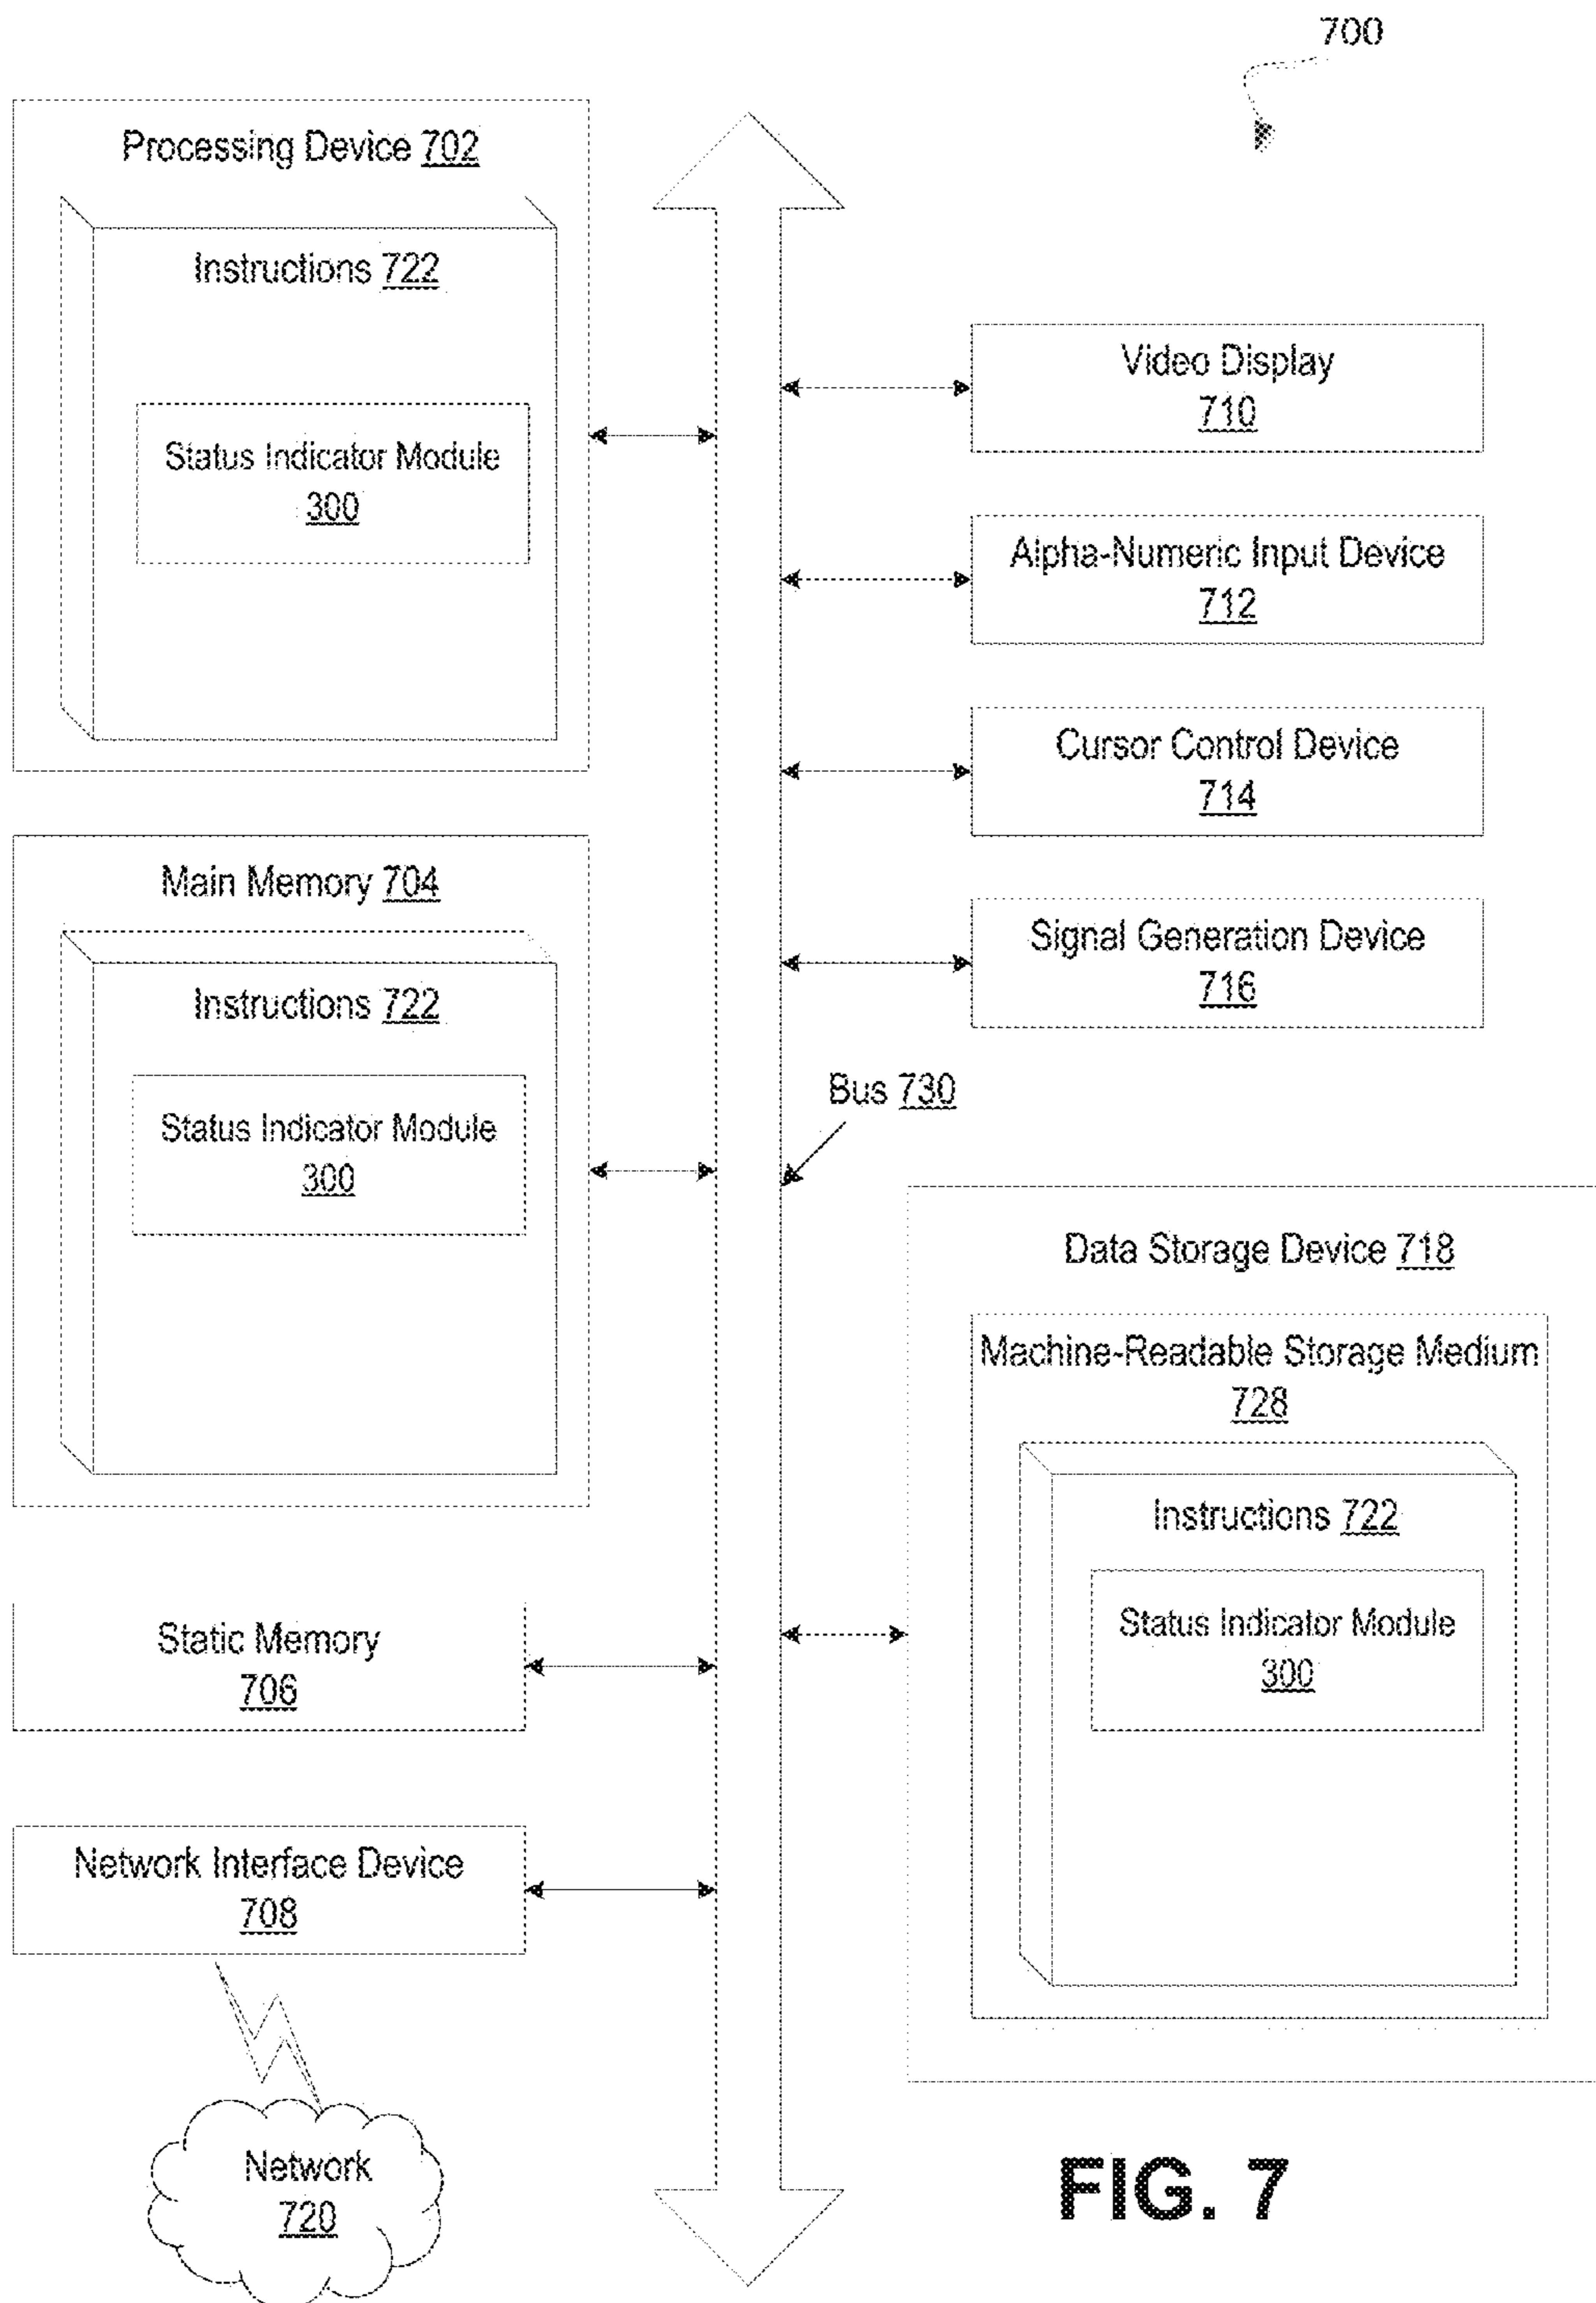 700
Processing Device 702
Instructions 722
Status Indicator Module
300
Main Memory 704
Instructions 722
Status Indicator Module
300
Static Memory
706
Network Interface Device
708
Network
720
Video Display
710
Alpha-Numeric Input Device
712
Cursor Control Device
714
Signal Generation Device
716
Bus 730
Data Storage Device 718
Machine-Readable Storage Medium
728
Instructions 722
Status Indicator Module
300
FIG. 7